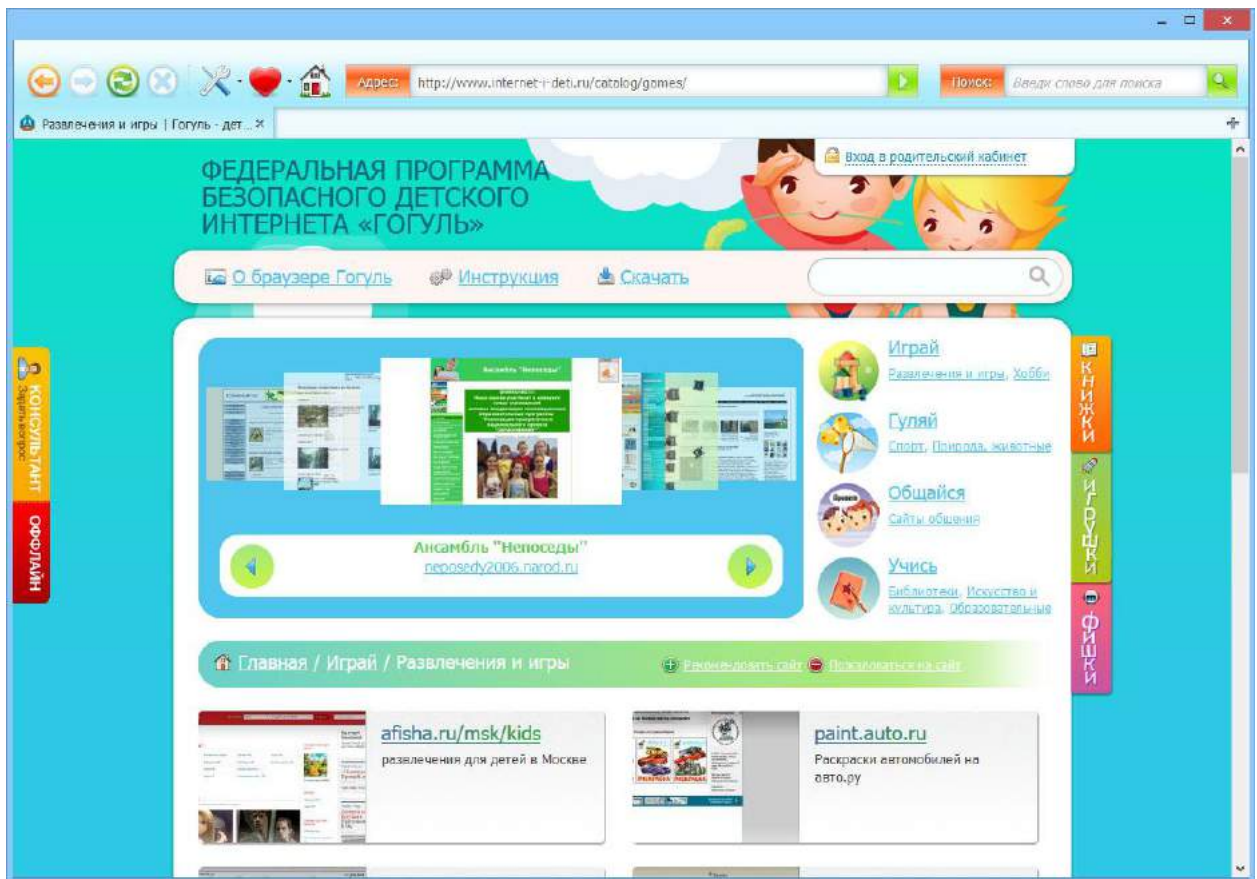 Адрес:
http://www.internet-i-deti.ru/catalog/games/
Поиск:
Введи слово для поиска
Развлечения и игры | Гогуль - дет...
Вход в родительский кабинет
ФЕДЕРАЛЬНАЯ ПРОГРАММА
БЕЗОПАСНОГО ДЕТСКОГО
ИНТЕРНЕТА «ГОГУЛЬ»
О браузере Гогуль
Инструкция
Скачать
КОНСУЛЬТАНТ
Задать вопрос
ОФФЛАЙН
Ансамбль "Непоседы"
Ансамбль "Непоседы"
neposedy2006.narod.ru
Играй
Развлечения и игры, Хобби
Гуляй
Спорт, Природа, животные
Привет
Общайся
Сайты общения
Учись
Библиотеки, Искусство и
культура, Образовательные
КНИЖКИ
ИГРУШКИ
ФИШКИ
Главная / Играй / Развлечения и игры
Рекомендовать сайт
Пожаловаться на сайт
afisha.ru/msk/kids
развлечения для детей в Москве
paint.auto.ru
Раскраски автомобилей на
авто.ру